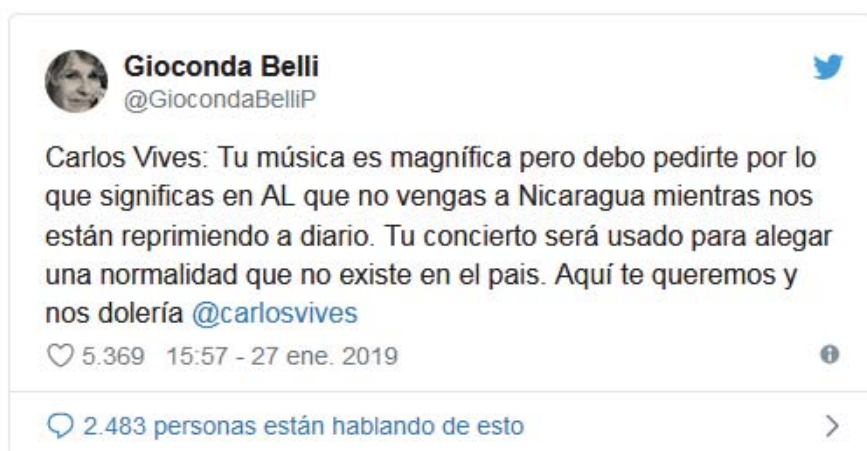 Gioconda Belli
@GiocondaBelliP
Carlos Vives: Tu música es magnífica pero debo pedirte por lo
que significas en AL que no vengas a Nicaragua mientras nos
están reprimiendo a diario. Tu concierto será usado para alegar
una normalidad que no existe en el pais. Aquí te queremos y
nos dolería @carlosvives
5.369 15:57 - 27 ene. 2019
2.483 personas están hablando de esto